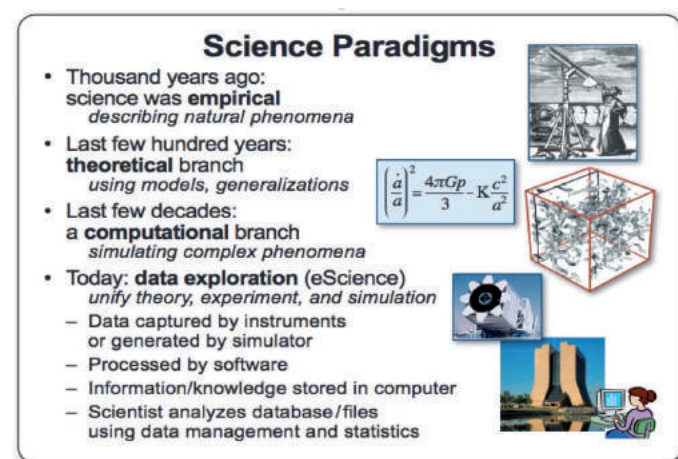 Science Paradigms
• Thousand years ago:
science was empirical
describing natural phenomena
• Last few hundred years:
theoretical branch
using models, generalizations
• Last few decades:
a computational branch
simulating complex phenomena
• Today: data exploration (eScience)
unify theory, experiment, and simulation
– Data captured by instruments
or generated by simulator
– Processed by software
– Information/knowledge stored in computer
– Scientist analyzes database/files
using data management and statistics
(ȧ/a)² = 4πGp/3 - K c²/a²